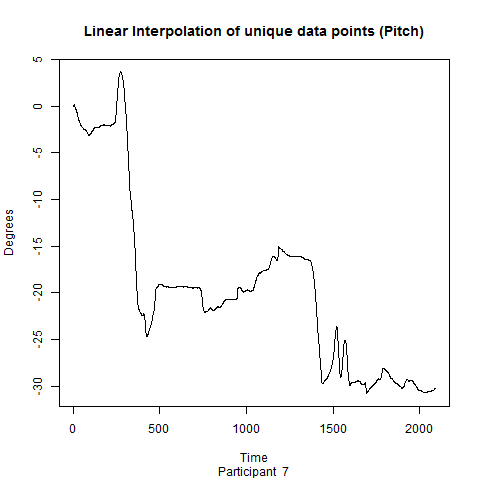 Linear Interpolation of unique data points (Pitch)
Degrees
5
0
-5
-10
-15
-20
-25
-30
0 500 1000 1500 2000
Time
Participant 7